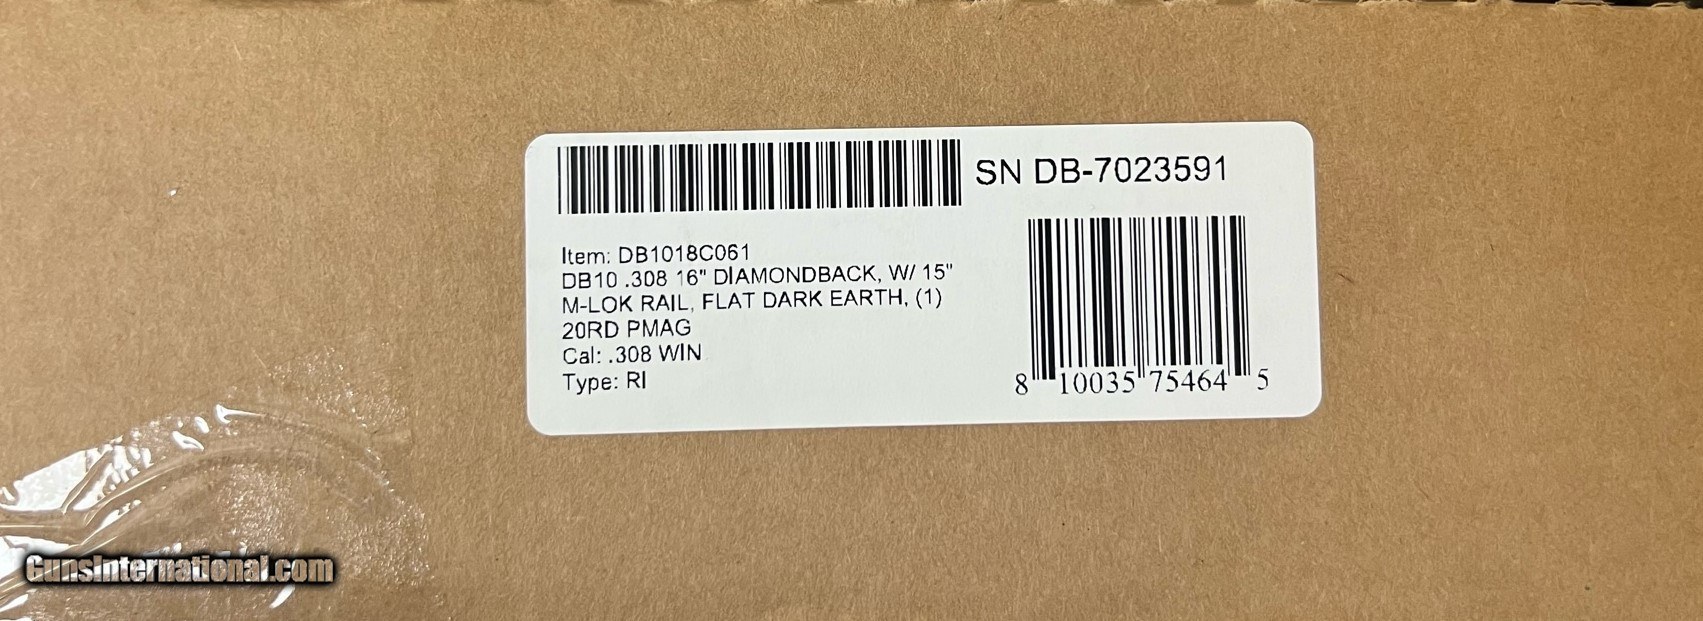 SN DB-7023591
Item: DB1018C061
DB10 .308 16" DIAMONDBACK, W/ 15"
M-LOK RAIL, FLAT DARK EARTH, (1)
20RD PMAG
Cal: .308 WIN
Type: RI
8 10035 75464 5
GunsInternational.com